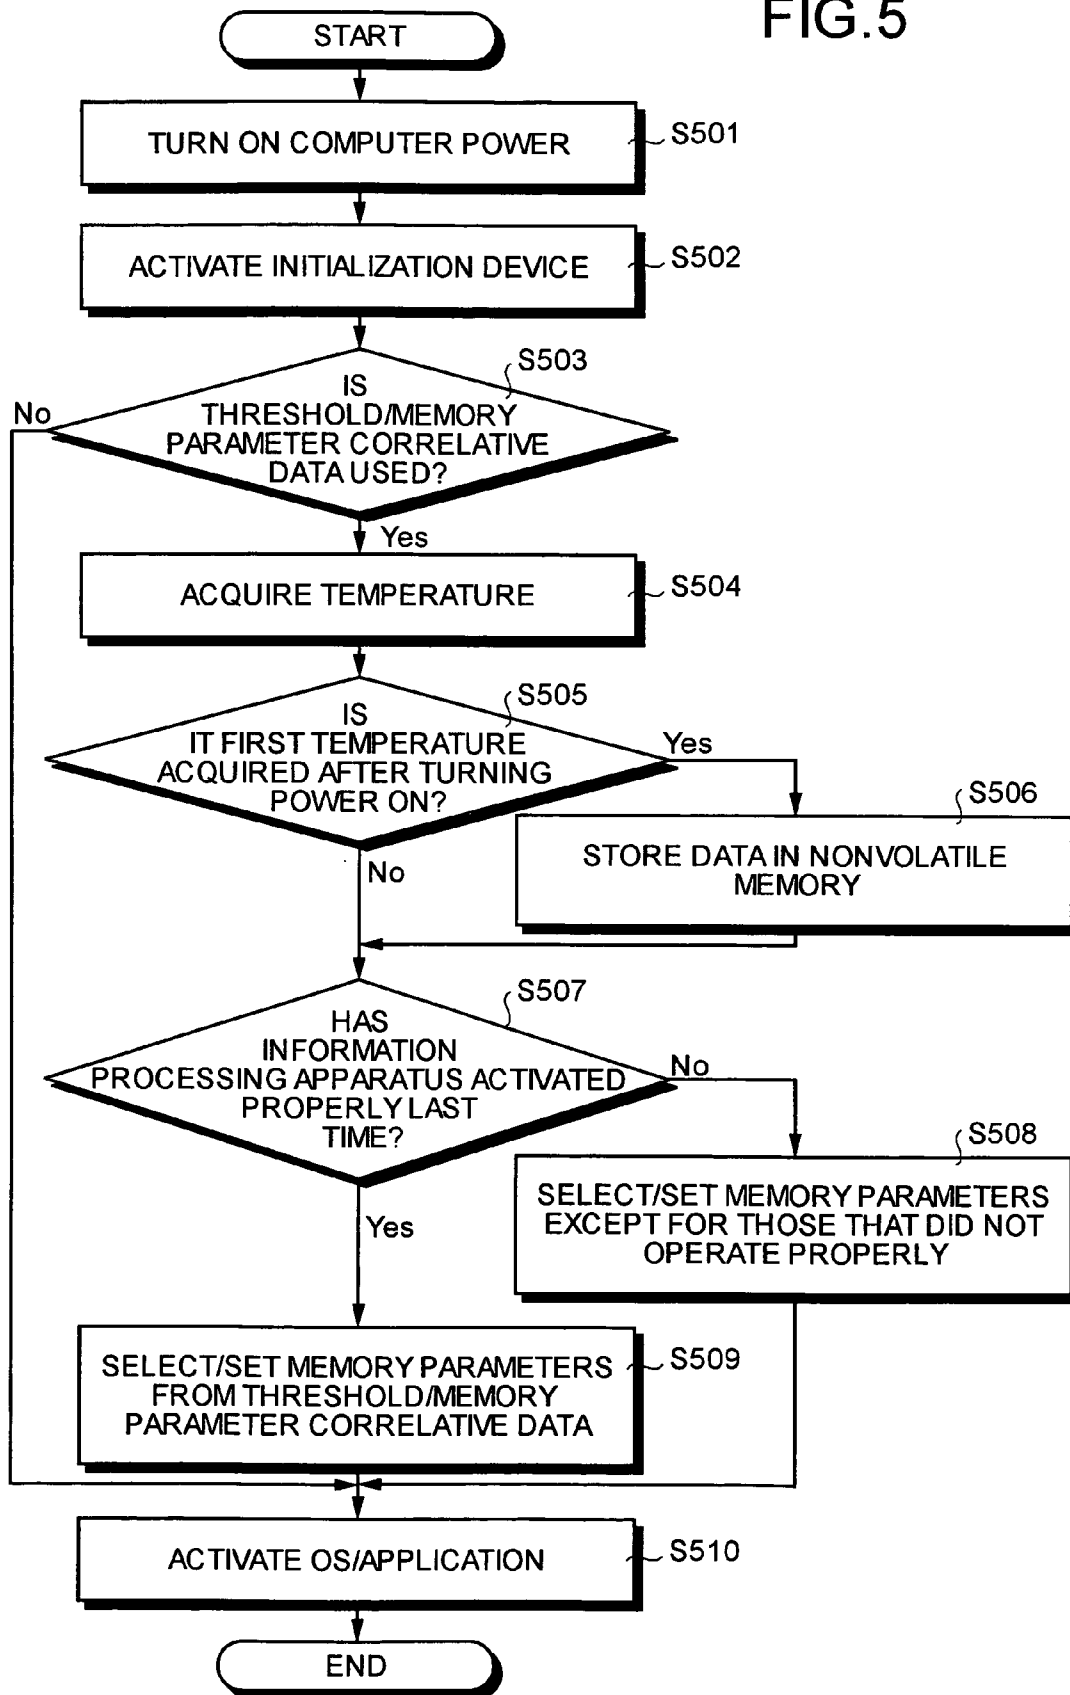 FIG.5
START
TURN ON COMPUTER POWER
S501
ACTIVATE INITIALIZATION DEVICE
S502
S503
IS
THRESHOLD/MEMORY
PARAMETER CORRELATIVE
DATA USED?
No
Yes
ACQUIRE TEMPERATURE
S504
S505
IS
IT FIRST TEMPERATURE
ACQUIRED AFTER TURNING
POWER ON?
Yes
No
S506
STORE DATA IN NONVOLATILE
MEMORY
S507
HAS
INFORMATION
PROCESSING APPARATUS ACTIVATED
PROPERLY LAST
TIME?
No
Yes
S508
SELECT/SET MEMORY PARAMETERS
EXCEPT FOR THOSE THAT DID NOT
OPERATE PROPERLY
SELECT/SET MEMORY PARAMETERS
FROM THRESHOLD/MEMORY
PARAMETER CORRELATIVE DATA
S509
ACTIVATE OS/APPLICATION
S510
END